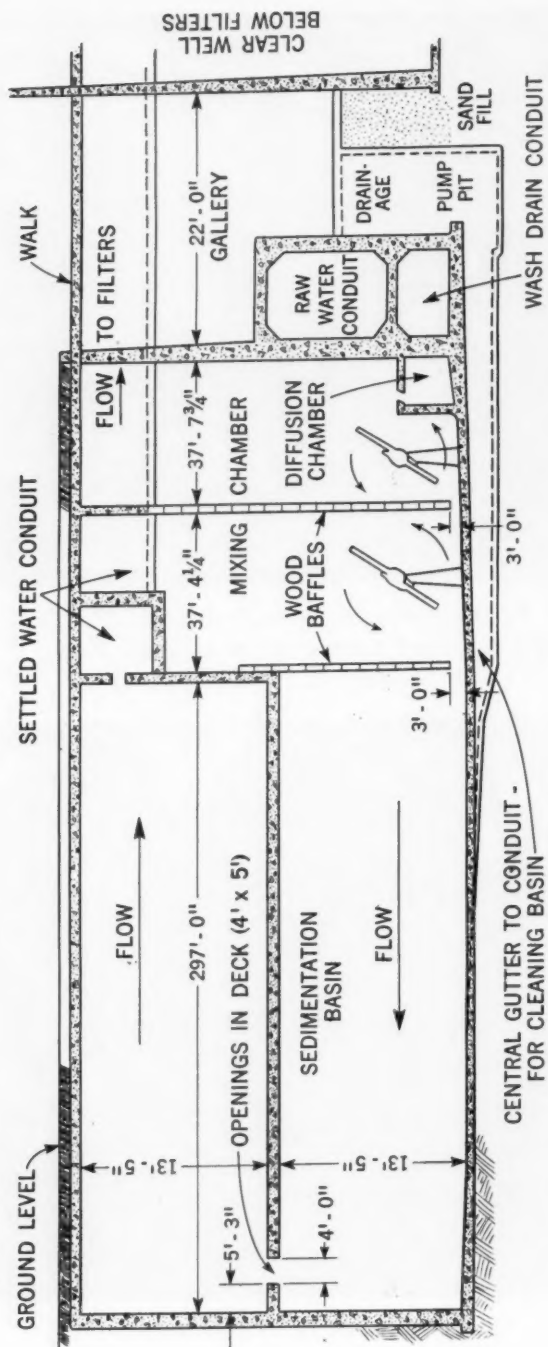 GROUND LEVEL
SETTLED WATER CONDUIT
WALK
CLEAR WELL
BELOW FILTERS
FLOW
TO FILTERS
22'-0"
GALLERY
297'-0"
37'-4¼"
37'-7¾"
MIXING CHAMBER
13'-5"
5'-3"
OPENINGS IN DECK (4' x 5')
WOOD
BAFFLES
DIFFUSION
CHAMBER
RAW
WATER
CONDUIT
DRAIN-
AGE
PUMP
PIT
SAND
FILL
SEDIMENTATION
BASIN
FLOW
13'-5"
4'-0"
3'-0"
3'-0"
CENTRAL GUTTER TO CONDUIT -
FOR CLEANING BASIN
WASH DRAIN CONDUIT
FLOW